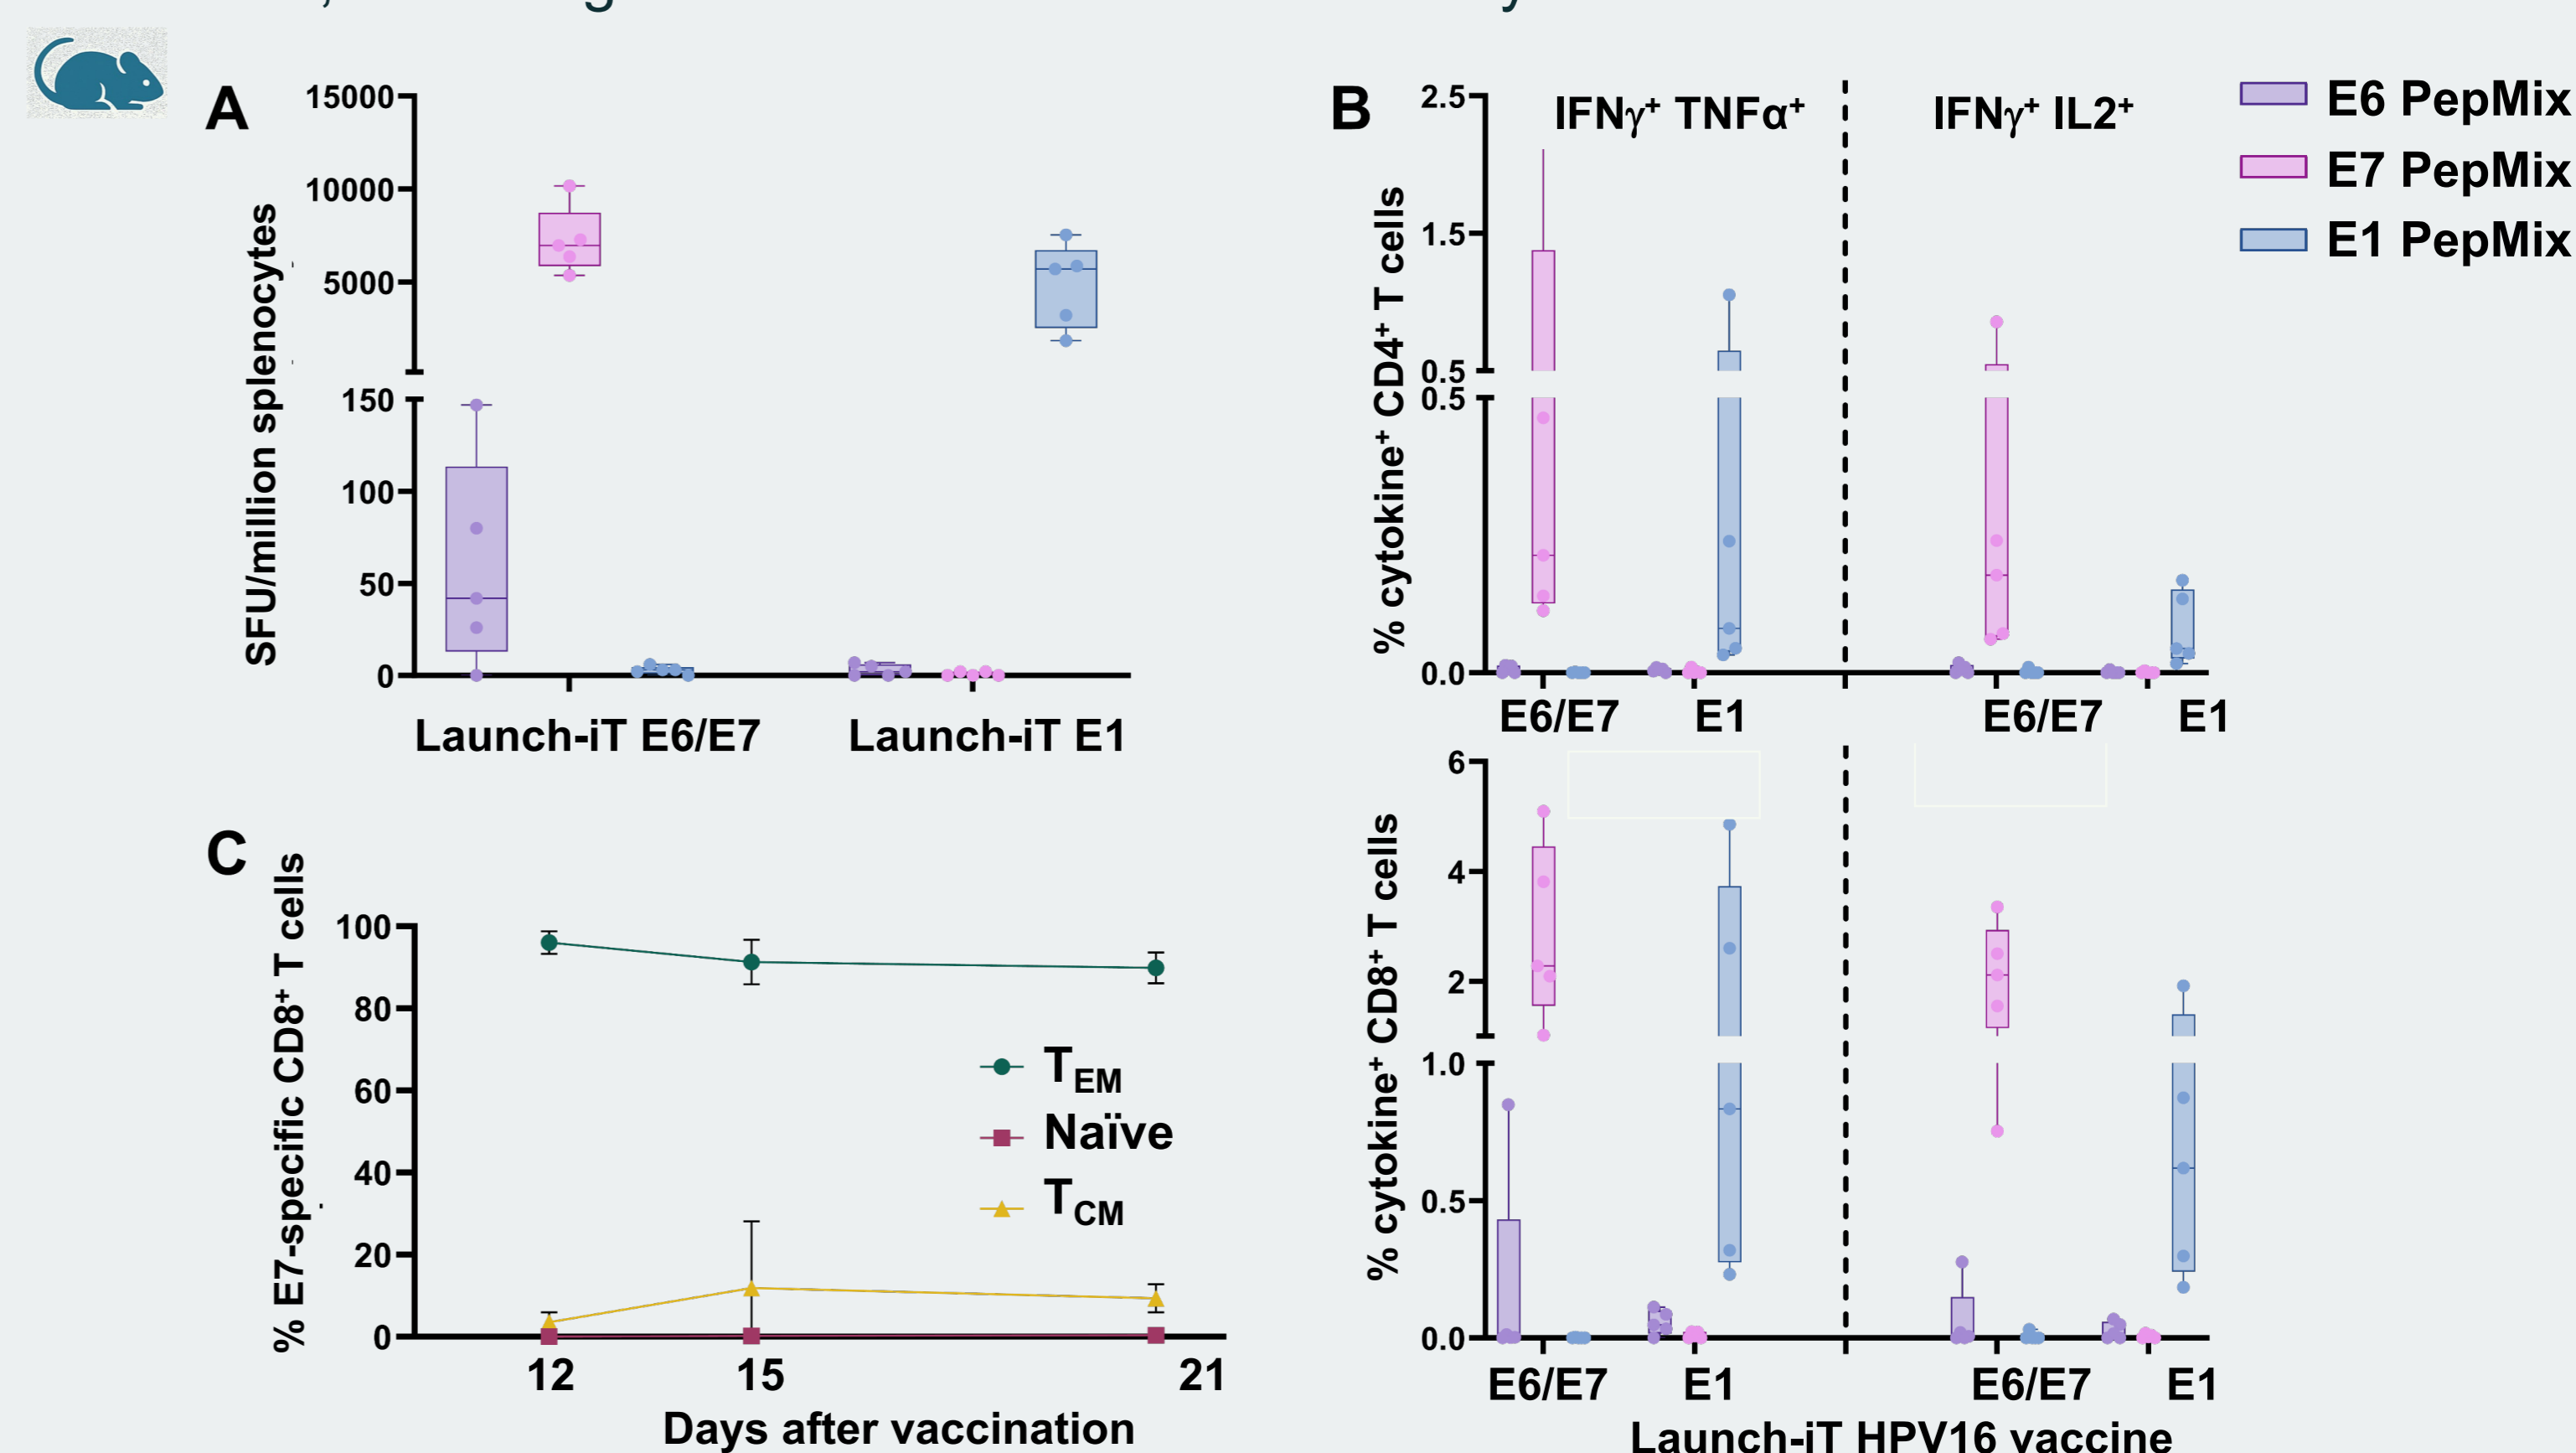 A
15000
10000
5000
150
100
50
0
SFU/million splenocytes
Launch-iT E6/E7
Launch-iT E1
B
2.5
1.5
0.5
0.5
0.0
% cytokine⁺ CD4⁺ T cells
IFNγ⁺ TNFα⁺
IFNγ⁺ IL2⁺
E6 PepMix
E7 PepMix
E1 PepMix
E6/E7
E1
E6/E7
E1
6
4
2
1.0
0.5
0.0
% cytokine⁺ CD8⁺ T cells
E6/E7
E1
E6/E7
E1
Launch-iT HPV16 vaccine
C
100
80
60
40
20
0
% E7-specific CD8⁺ T cells
T_EM
Naïve
T_CM
12
15
21
Days after vaccination